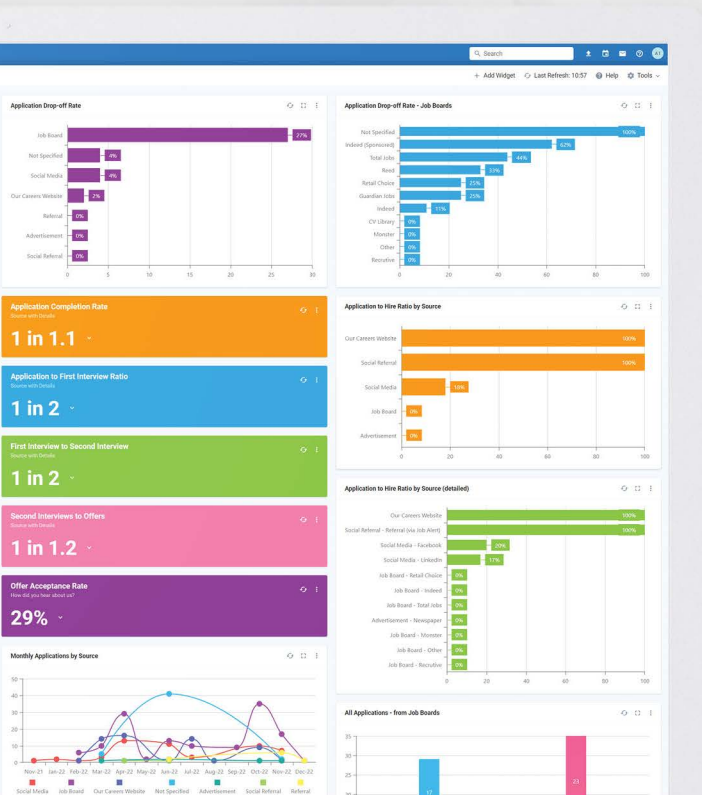 Search
AT
Add Widget
Last Refresh: 10:57
Help
Tools
Application Drop-off Rate
Job Board
27%
Not Specified
4%
Social Media
4%
Our Careers Website
2%
Referral
0%
Advertisement
0%
Social Referral
0%
0 5 10 15 20 25 30
Application Drop-off Rate - Job Boards
Not Specified
100%
Indeed (Sponsored)
62%
Total Jobs
44%
Reed
33%
Retail Choice
25%
Guardian Jobs
25%
Indeed
11%
CV Library
0%
Monster
0%
Other
0%
Recrutive
0%
0 20 40 60 80 100
Application Completion Rate
Source with Details
1 in 1.1
Application to First Interview Ratio
Source with Details
1 in 2
First Interview to Second Interview
Source with Details
1 in 2
Second Interviews to Offers
Source with Details
1 in 1.2
Offer Acceptance Rate
How did you hear about us?
29%
Application to Hire Ratio by Source
Our Careers Website
100%
Social Referral
100%
Social Media
18%
Job Board
0%
Advertisement
0%
0 20 40 60 80 100
Application to Hire Ratio by Source (detailed)
Our Careers Website
100%
Social Referral - Referral (via Job Alert)
100%
Social Media - Facebook
20%
Social Media - LinkedIn
17%
Job Board - Retail Choice
0%
Job Board - Indeed
0%
Job Board - Total Jobs
0%
Advertisement - Newspaper
0%
Job Board - Monster
0%
Job Board - Other
0%
Job Board - Recrutive
0%
0 20 40 60 80 100
Monthly Applications by Source
50
40
30
20
10
0
Nov-21 Jan-22 Feb-22 Mar-22 Apr-22 May-22 Jun-22 Jul-22 Aug-22 Sep-22 Oct-22 Nov-22 Dec-22
Social Media Job Board Our Careers Website Not Specified Advertisement Social Referral Referral
All Applications - from Job Boards
35
30
25
20
17
23